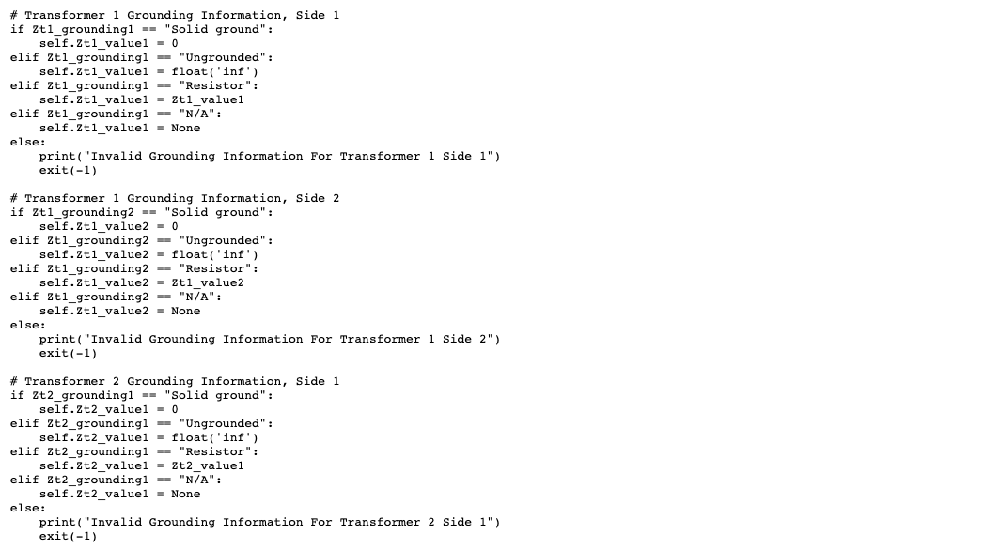 # Transformer 1 Grounding Information, Side 1
if Zt1_grounding1 == "Solid ground":
    self.Zt1_value1 = 0
elif Zt1_grounding1 == "Ungrounded":
    self.Zt1_value1 = float('inf')
elif Zt1_grounding1 == "Resistor":
    self.Zt1_value1 = Zt1_value1
elif Zt1_grounding1 == "N/A":
    self.Zt1_value1 = None
else:
    print("Invalid Grounding Information For Transformer 1 Side 1")
    exit(-1)

# Transformer 1 Grounding Information, Side 2
if Zt1_grounding2 == "Solid ground":
    self.Zt1_value2 = 0
elif Zt1_grounding2 == "Ungrounded":
    self.Zt1_value2 = float('inf')
elif Zt1_grounding2 == "Resistor":
    self.Zt1_value2 = Zt1_value2
elif Zt1_grounding2 == "N/A":
    self.Zt1_value2 = None
else:
    print("Invalid Grounding Information For Transformer 1 Side 2")
    exit(-1)

# Transformer 2 Grounding Information, Side 1
if Zt2_grounding1 == "Solid ground":
    self.Zt2_value1 = 0
elif Zt2_grounding1 == "Ungrounded":
    self.Zt2_value1 = float('inf')
elif Zt2_grounding1 == "Resistor":
    self.Zt2_value1 = Zt2_value1
elif Zt2_grounding1 == "N/A":
    self.Zt2_value1 = None
else:
    print("Invalid Grounding Information For Transformer 2 Side 1")
    exit(-1)